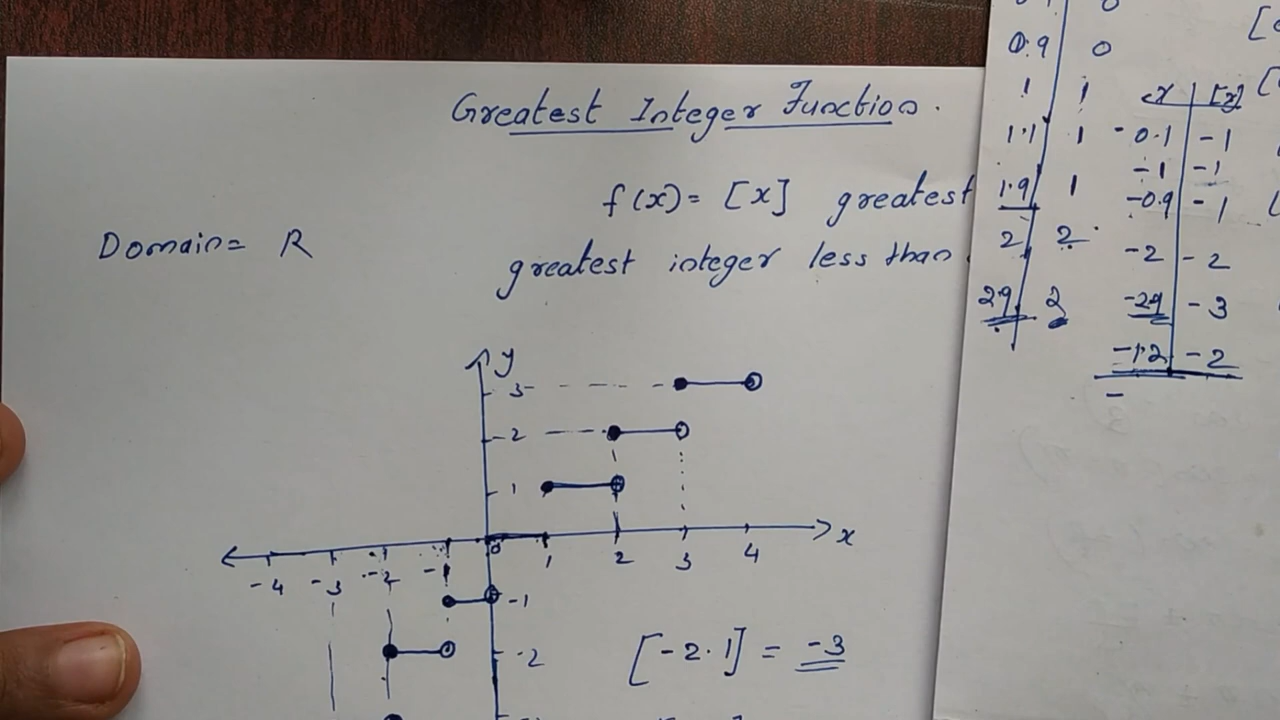 Greatest Integer Function.
f(x) = [x] greatest
Domain = R
greatest integer less than
y
3
2
1
-4 -3 -2 -1 0 1 2 3 4 x
-1
-2
[-2.1] = -3
0.9 0
1 1
1.1 1
1.9 1
2 2
2.9 2
x [x]
-0.1 -1
-1 -1
-0.9 -1
-2 -2
-2.9 -3
-1.2 -2